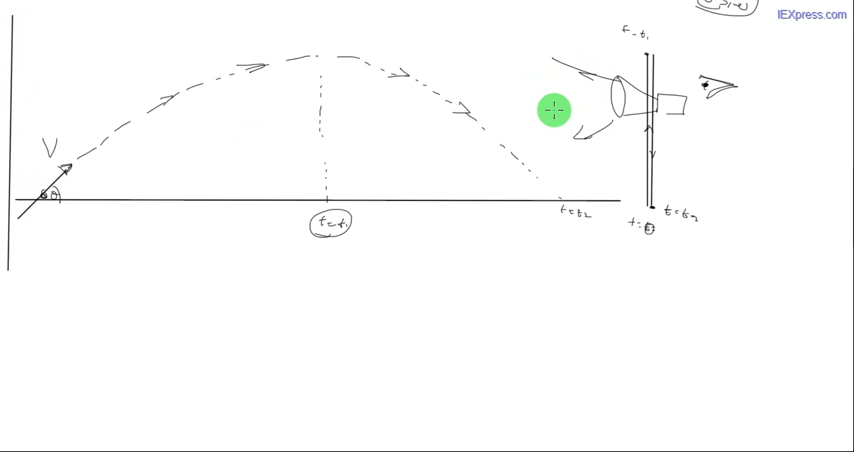 IEXpress.com
t-t₁
V
θ
t=t₁
t=t₂
t=t₂